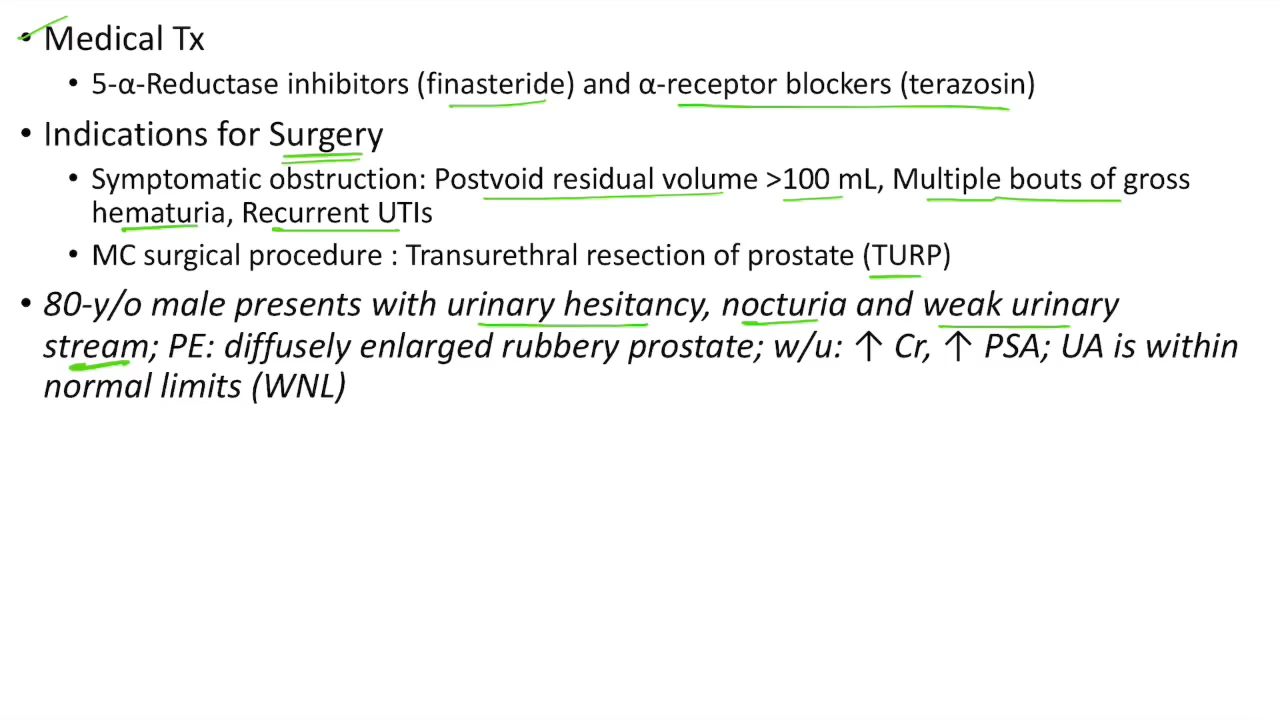 • Medical Tx
• 5-α-Reductase inhibitors (finasteride) and α-receptor blockers (terazosin)
• Indications for Surgery
• Symptomatic obstruction: Postvoid residual volume >100 mL, Multiple bouts of gross
hematuria, Recurrent UTIs
• MC surgical procedure : Transurethral resection of prostate (TURP)
• 80-y/o male presents with urinary hesitancy, nocturia and weak urinary
stream; PE: diffusely enlarged rubbery prostate; w/u: ↑ Cr, ↑ PSA; UA is within
normal limits (WNL)